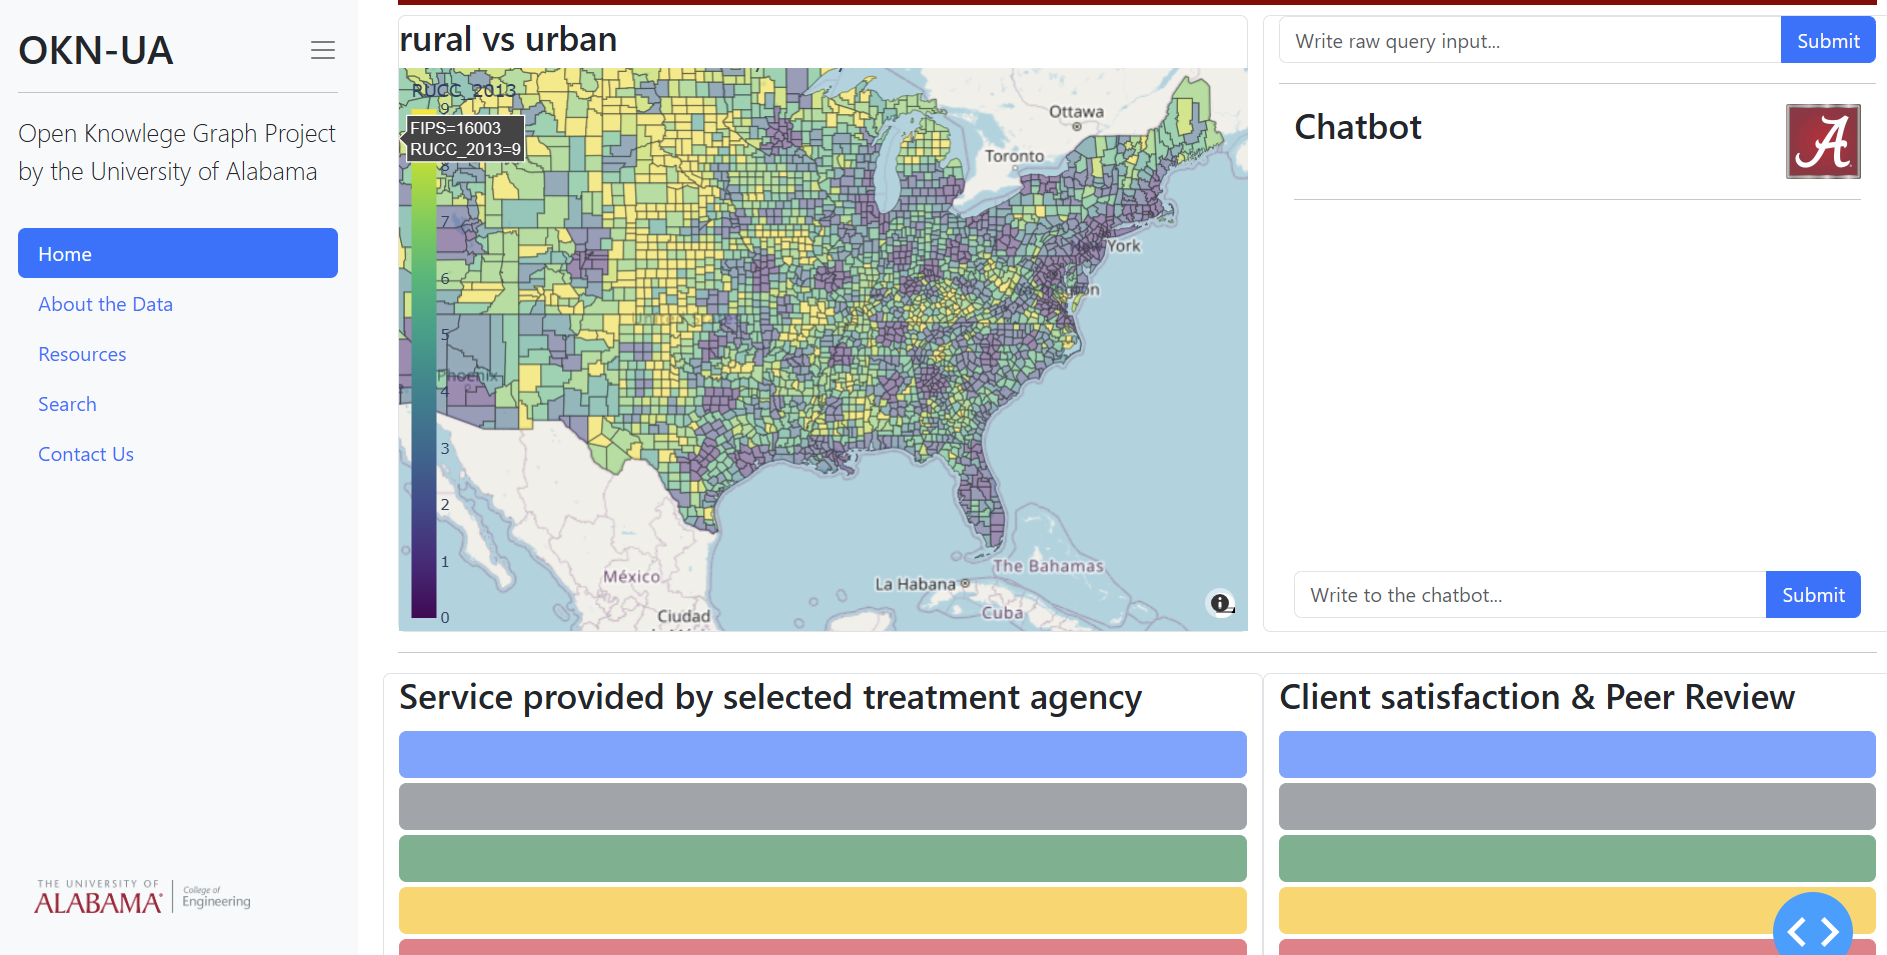 OKN-UA
Open Knowlege Graph Project
by the University of Alabama
Home
About the Data
Resources
Search
Contact Us
THE UNIVERSITY OF
ALABAMA
College of
Engineering
rural vs urban
RUCC_2013
9
FIPS=16003
RUCC_2013=9
8
7
6
5
4
3
2
1
0
Ottawa
Toronto
New York
Washington
Phoenix
México
Ciudad
La Habana
The Bahamas
Cuba
Write raw query input...
Submit
Chatbot
A
Write to the chatbot...
Submit
Service provided by selected treatment agency
Client satisfaction & Peer Review